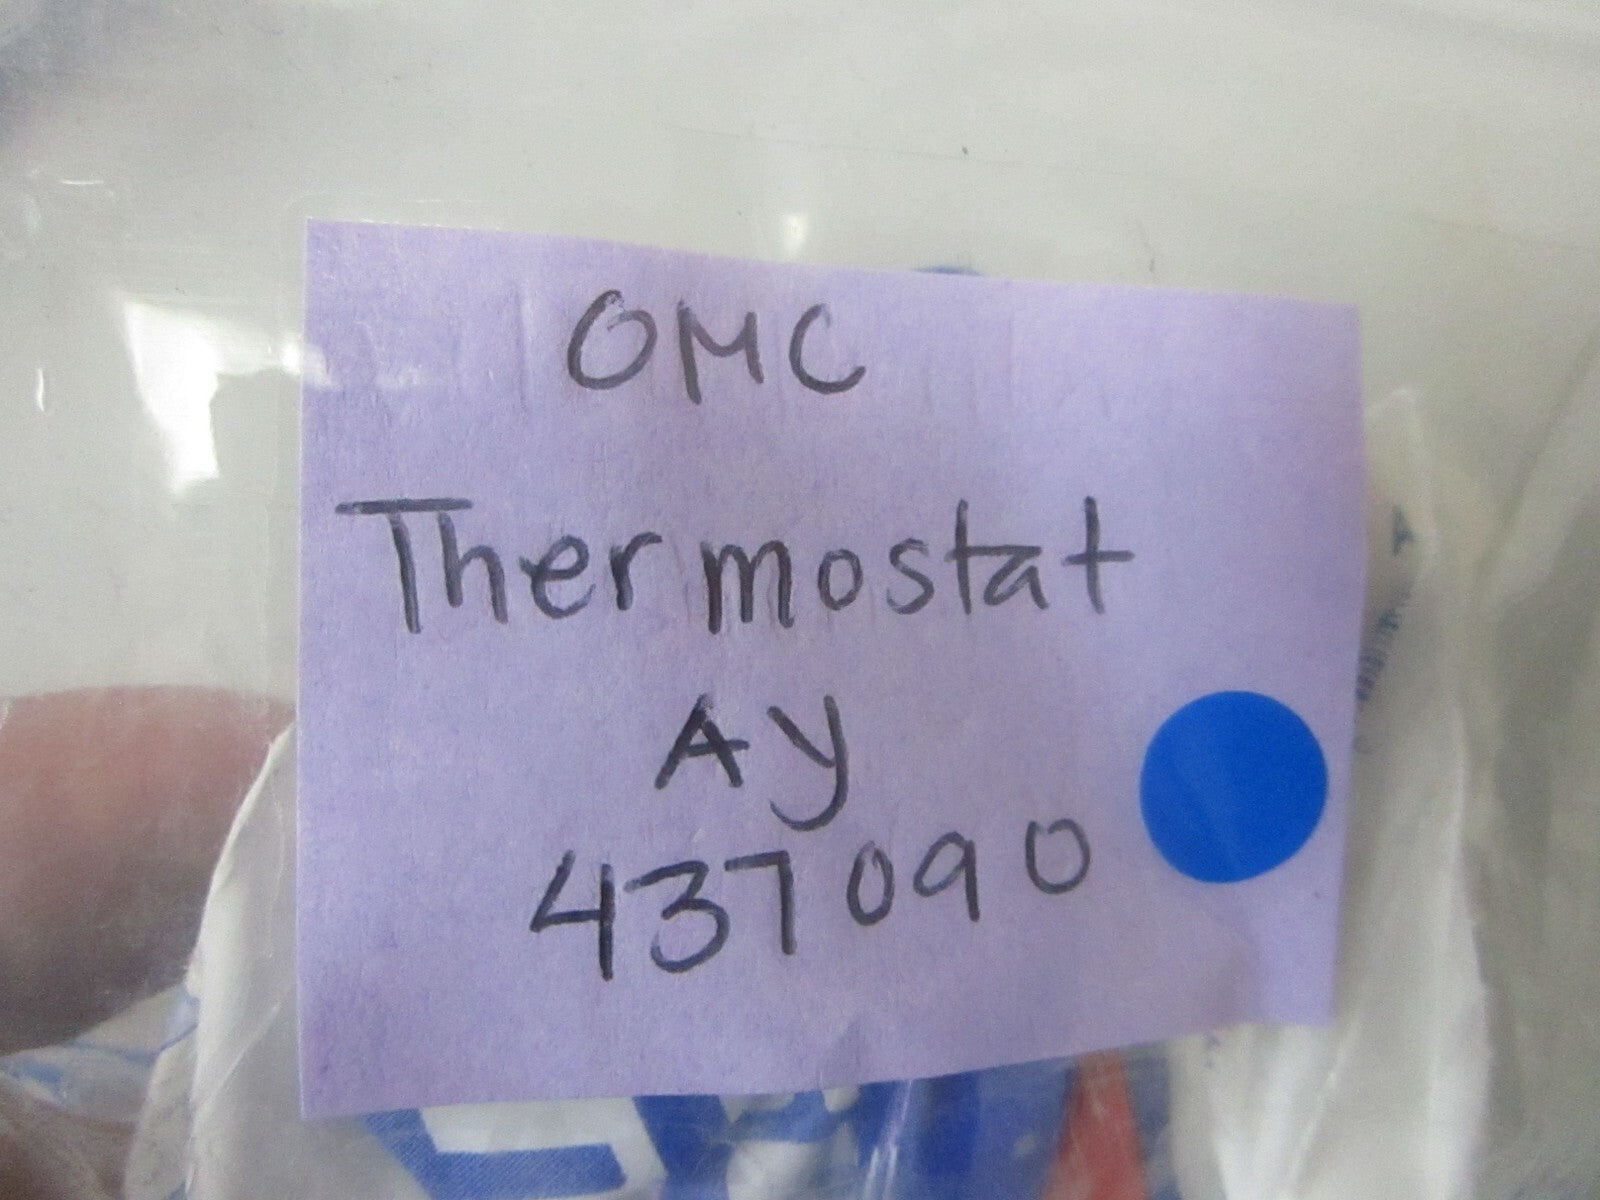 OMC
Thermostat
AY
437090